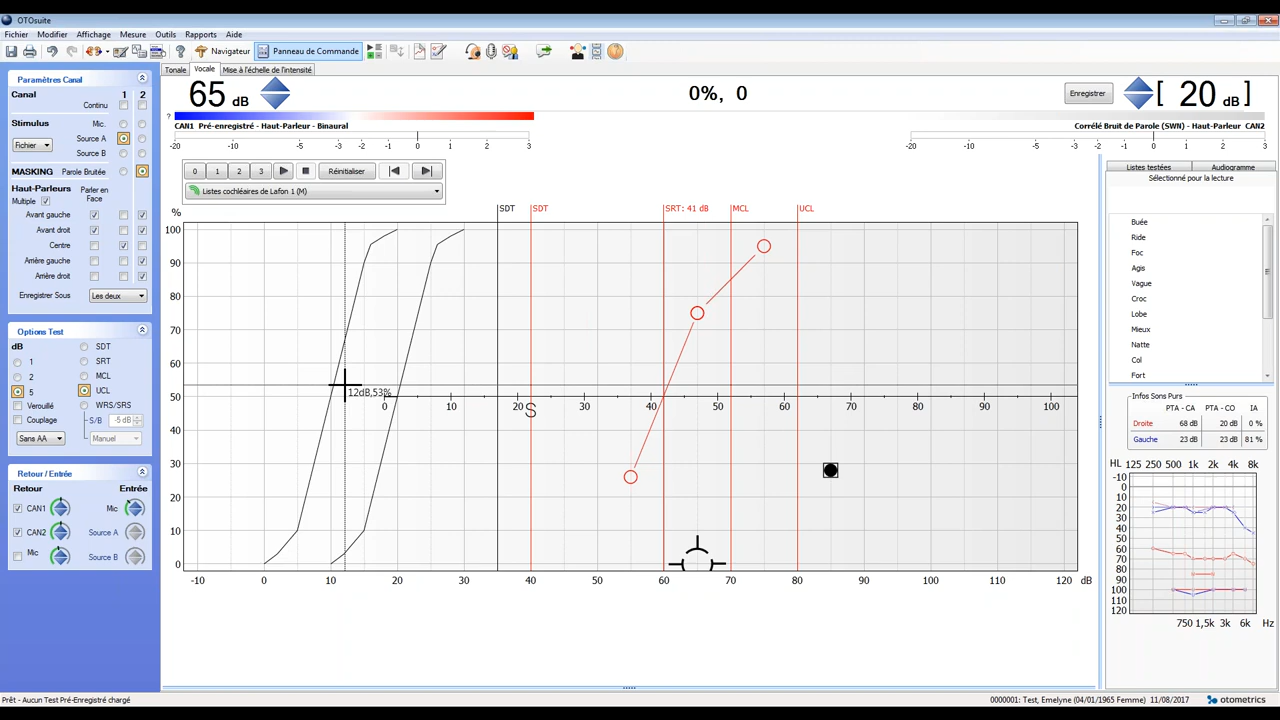 OTOsuite
Fichier Modifier Affichage Mesure Outils Rapports Aide
Navigateur Panneau de Commande
Tonale Vocale Mise à l'échelle de l'intensité
Paramètres Canal
Canal 1 2
Continu
Stimulus Mic.
Fichier Source A
Source B
MASKING Parole Bruitée
Haut-Parleurs Parler en Face
Multiple
Avant gauche
Avant droit
Centre
Arrière gauche
Arrière droit
Enregistrer Sous Les deux
Options Test
dB SDT
1 SRT
2 MCL
5 UCL
Verouillé WRS/SRS
Couplage S/B -5 dB
Sans AA Manuel
Retour / Entrée
Retour Entrée
CAN1 Mic
CAN2 Source A
Mic Source B
65 dB 0%, 0 Enregistrer [ 20 dB ]
?
CAN1 Pré-enregistré - Haut-Parleur - Binaural Corrélé Bruit de Parole (SWN) - Haut-Parleur CAN2
-20 -10 -5 -3 -1 0 1 3 -20 -10 -5 -3 -1 0 1 3
0 1 2 3 Réinitialiser
Listes cochléaires de Lafon 1 (M)
% SDT SDT SRT: 41 dB MCL UCL
100
90
80
70
60
12dB,53%
50
0 10 20 30 40 50 60 70 80 90 100
S
40
30
20
10
0
-10 0 10 20 30 40 50 60 70 80 90 110 120 dB
Listes testées Audiogramme
Sélectionné pour la lecture
Buée
Ride
Foc
Agis
Vague
Croc
Lobe
Mieux
Natte
Col
Fort
Infos Sons Purs
PTA - CA PTA - CO IA
Droite 68 dB 20 dB 0 %
Gauche 23 dB 23 dB 81 %
HL 125 250 500 1k 2k 4k 8k
-10
0
10
20
30
40
50
60
70
80
90
100
110
120
750 1,5k 3k 6k Hz
Prêt - Aucun Test Pré-Enregistré chargé 0000001: Test, Emelyne (04/01/1965 Femme) 11/08/2017 otometrics